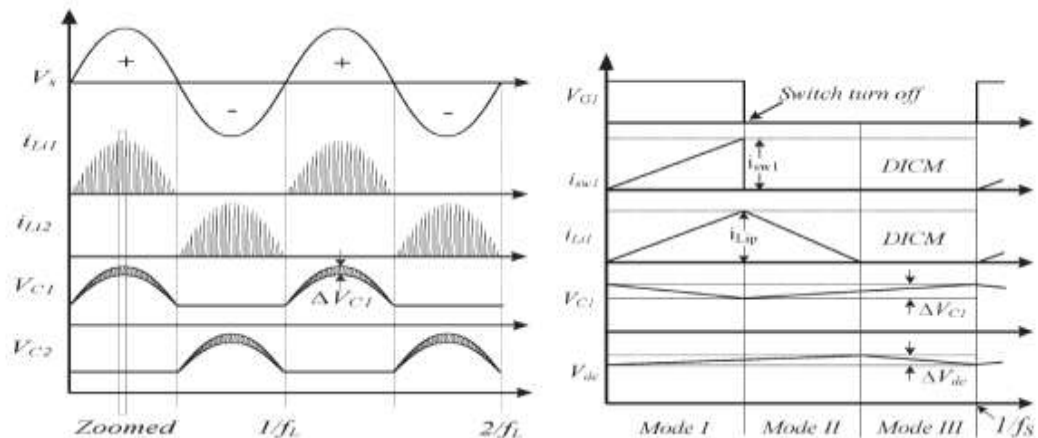 Vs
+
+
-
-
iLi1
iLi2
VC1
ΔVC1
VC2
Zoomed
1/fL
2/fL
VG1
Switch turn off
isw1
isw1
DICM
iLi1
iLip
DICM
VC1
ΔVC1
Vdc
ΔVdc
Mode I
Mode II
Mode III
1/fS